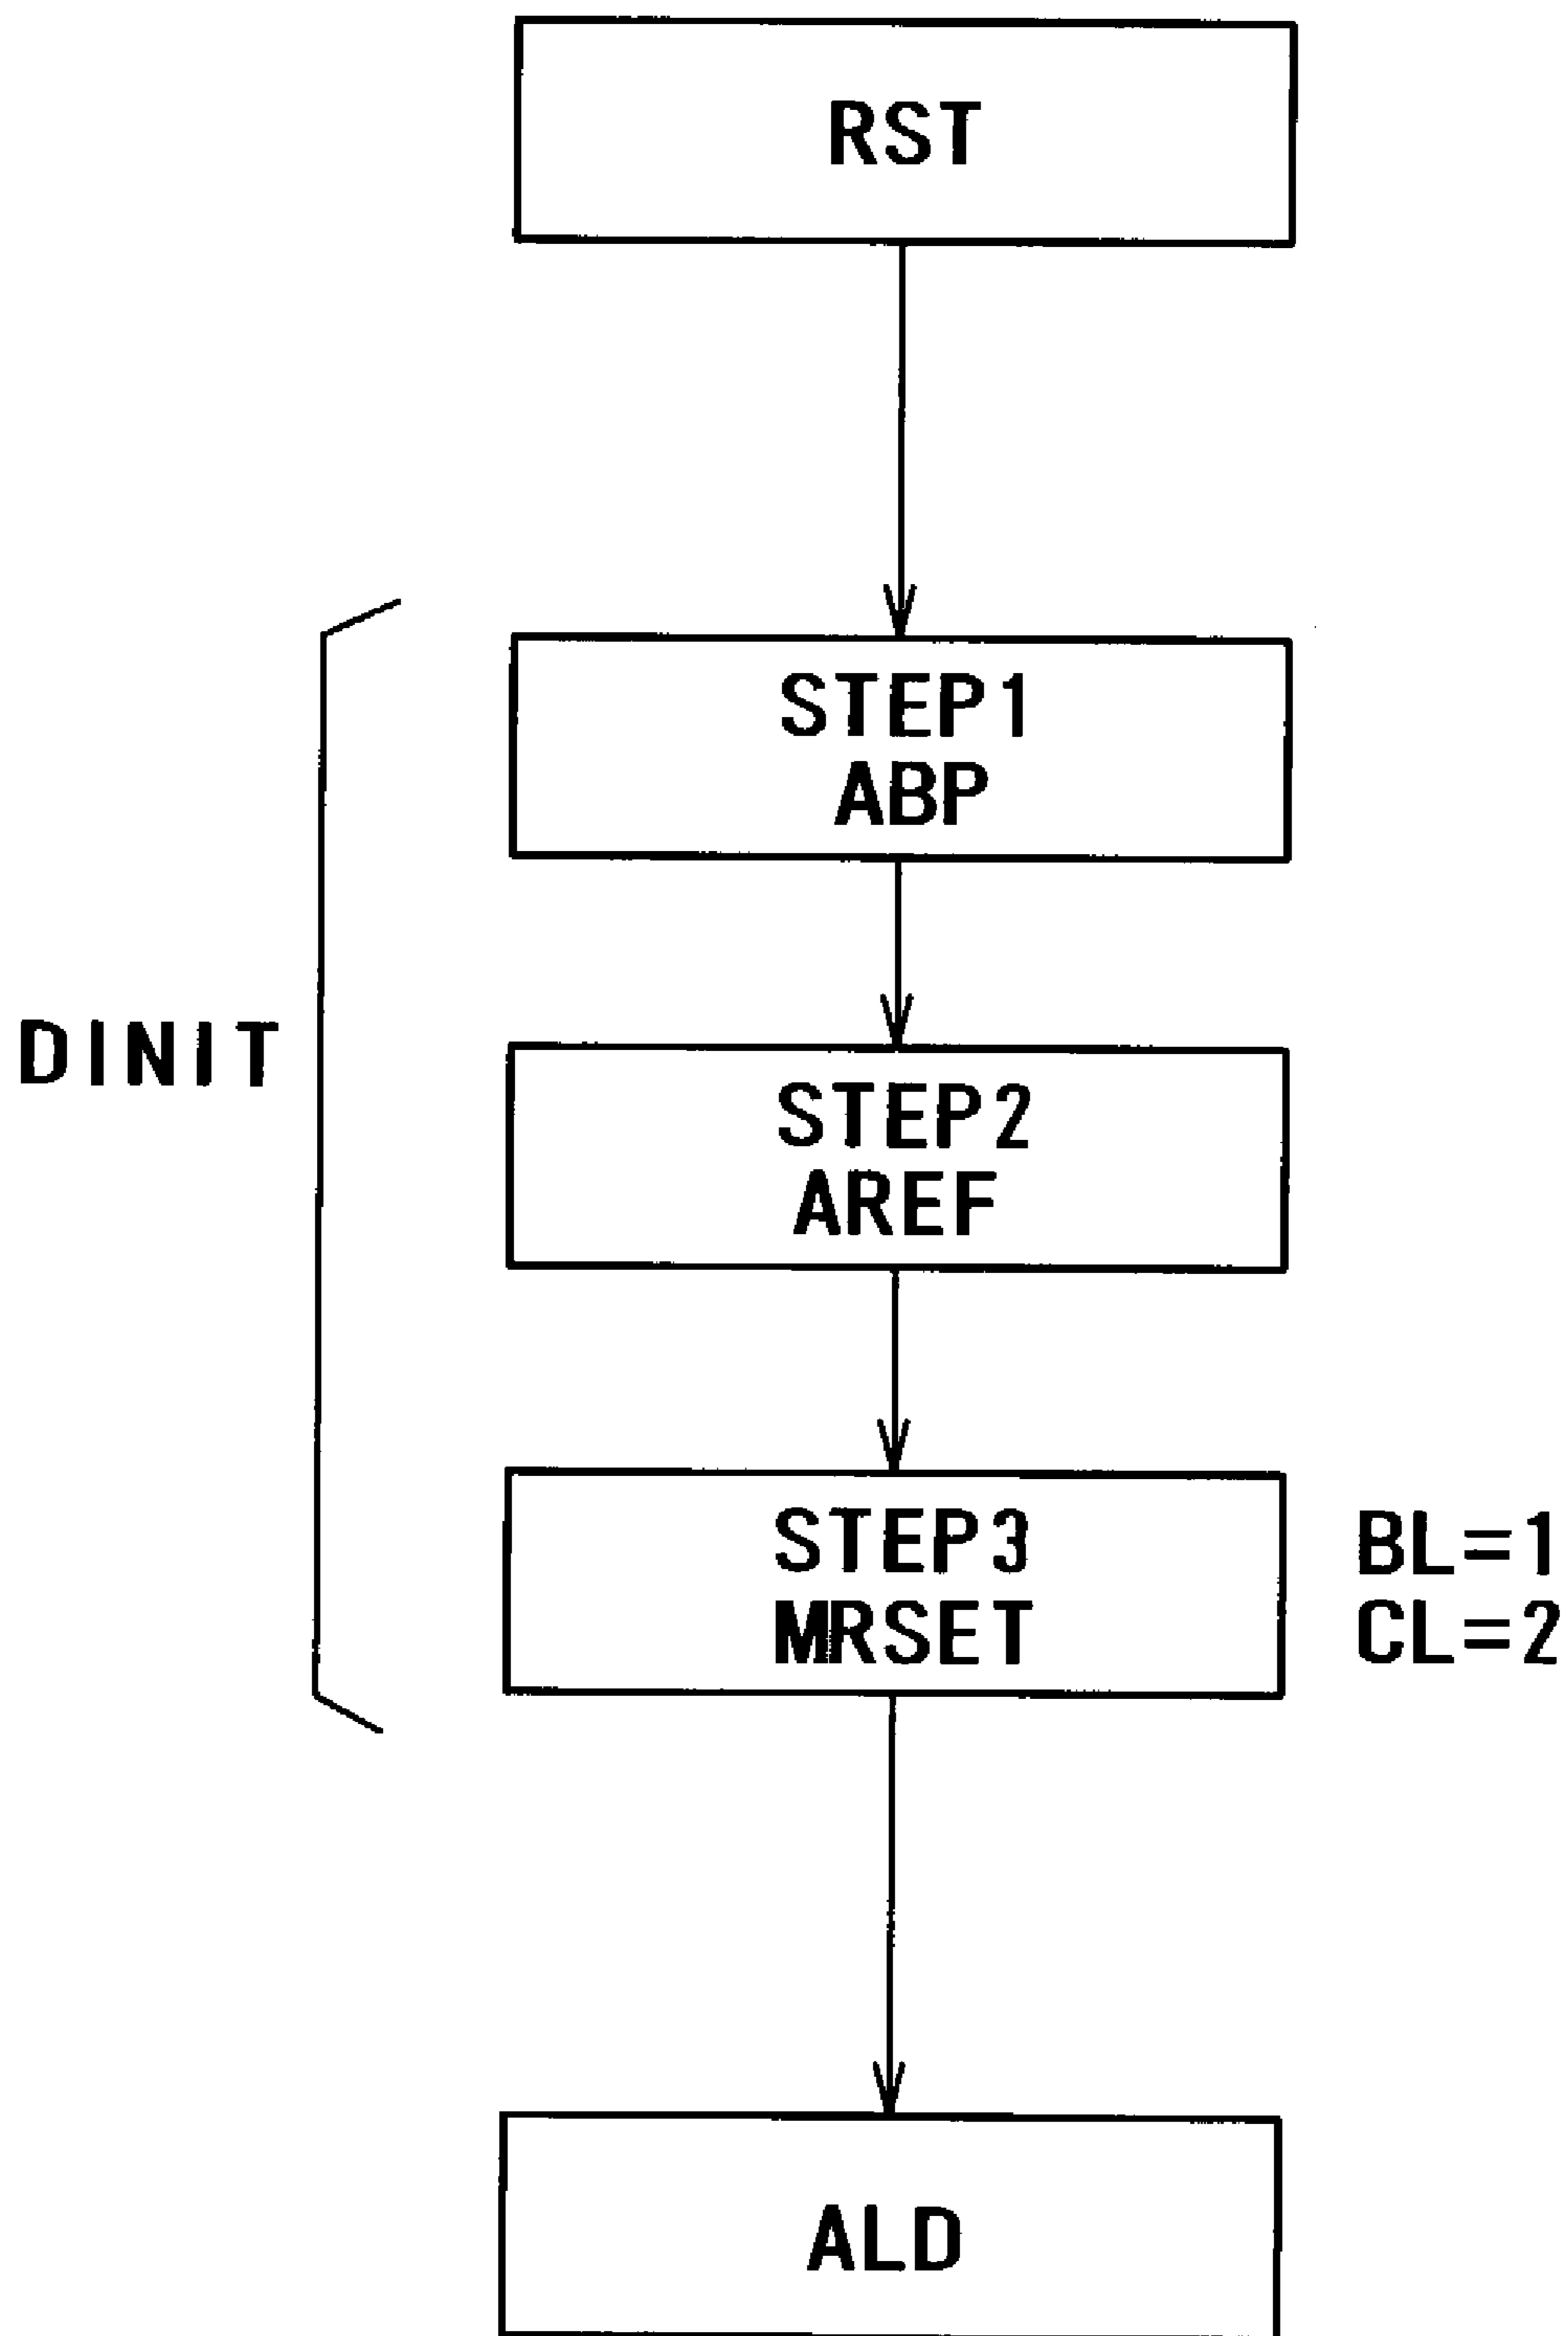 RST
STEP1
ABP
DINIT
STEP2
AREF
STEP3
MRSET
BL=1
CL=2
ALD